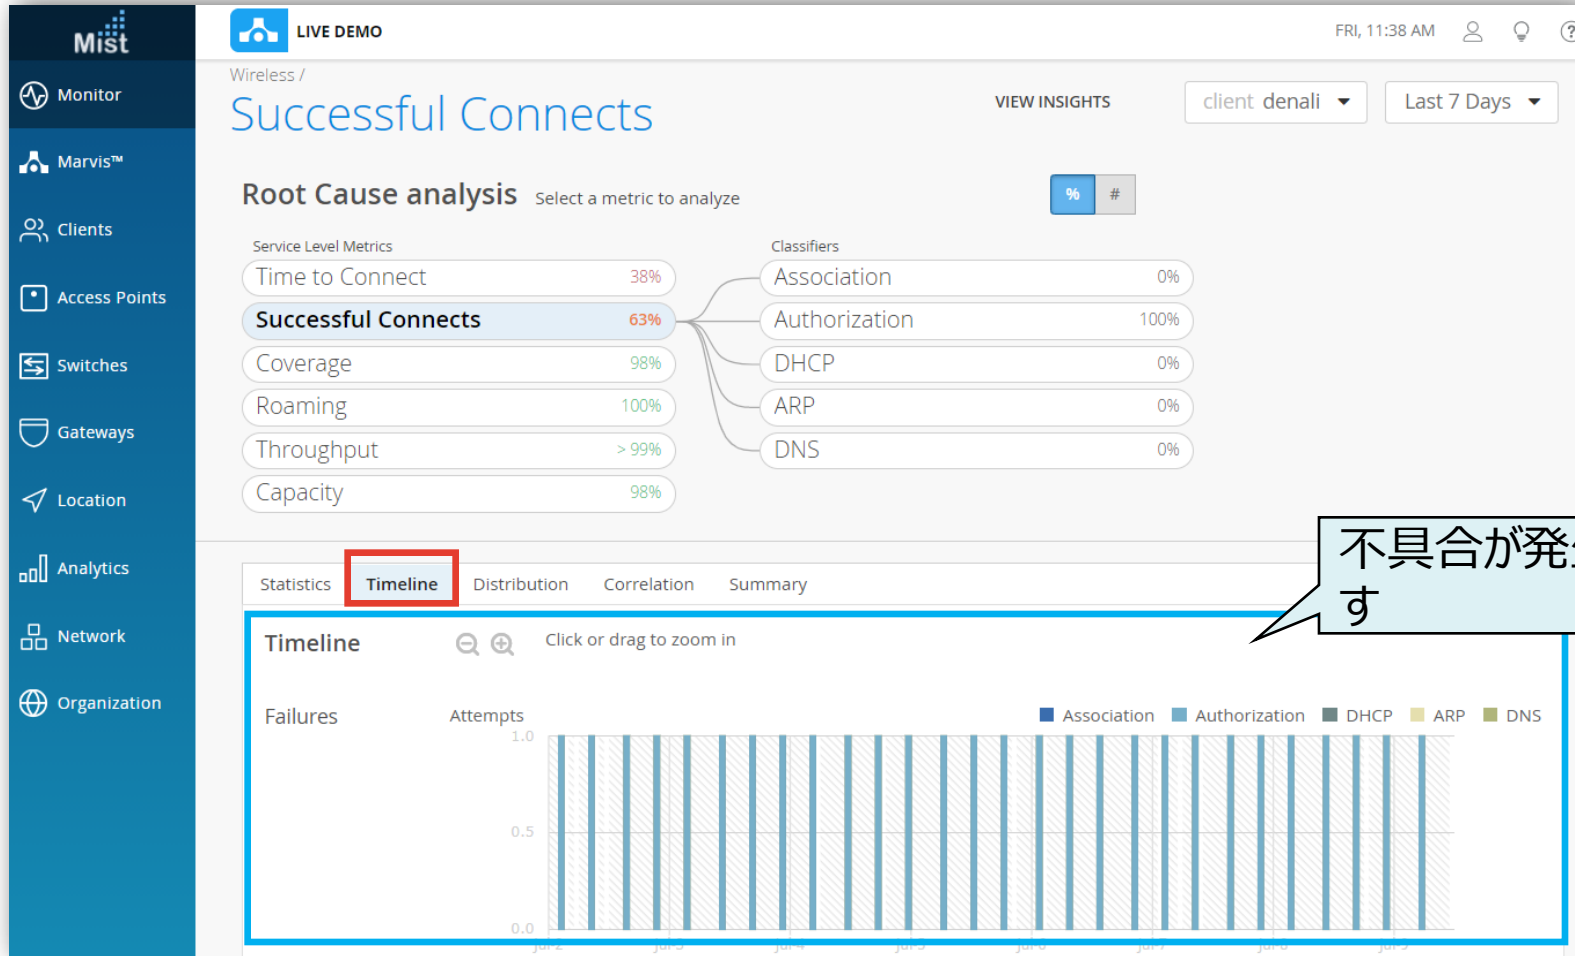 Mist
LIVE DEMO
FRI, 11:38 AM
Monitor
Marvis™
Clients
Access Points
Switches
Gateways
Location
Analytics
Network
Organization
Wireless /
Successful Connects
VIEW INSIGHTS
client denali
Last 7 Days
Root Cause analysis Select a metric to analyze
% #
Service Level Metrics
Time to Connect 38%
Successful Connects 63%
Coverage 98%
Roaming 100%
Throughput > 99%
Capacity 98%
Classifiers
Association 0%
Authorization 100%
DHCP 0%
ARP 0%
DNS 0%
不具合が発
す
Statistics Timeline Distribution Correlation Summary
Timeline Click or drag to zoom in
Failures Attempts Association Authorization DHCP ARP DNS
1.0
0.5
0.0